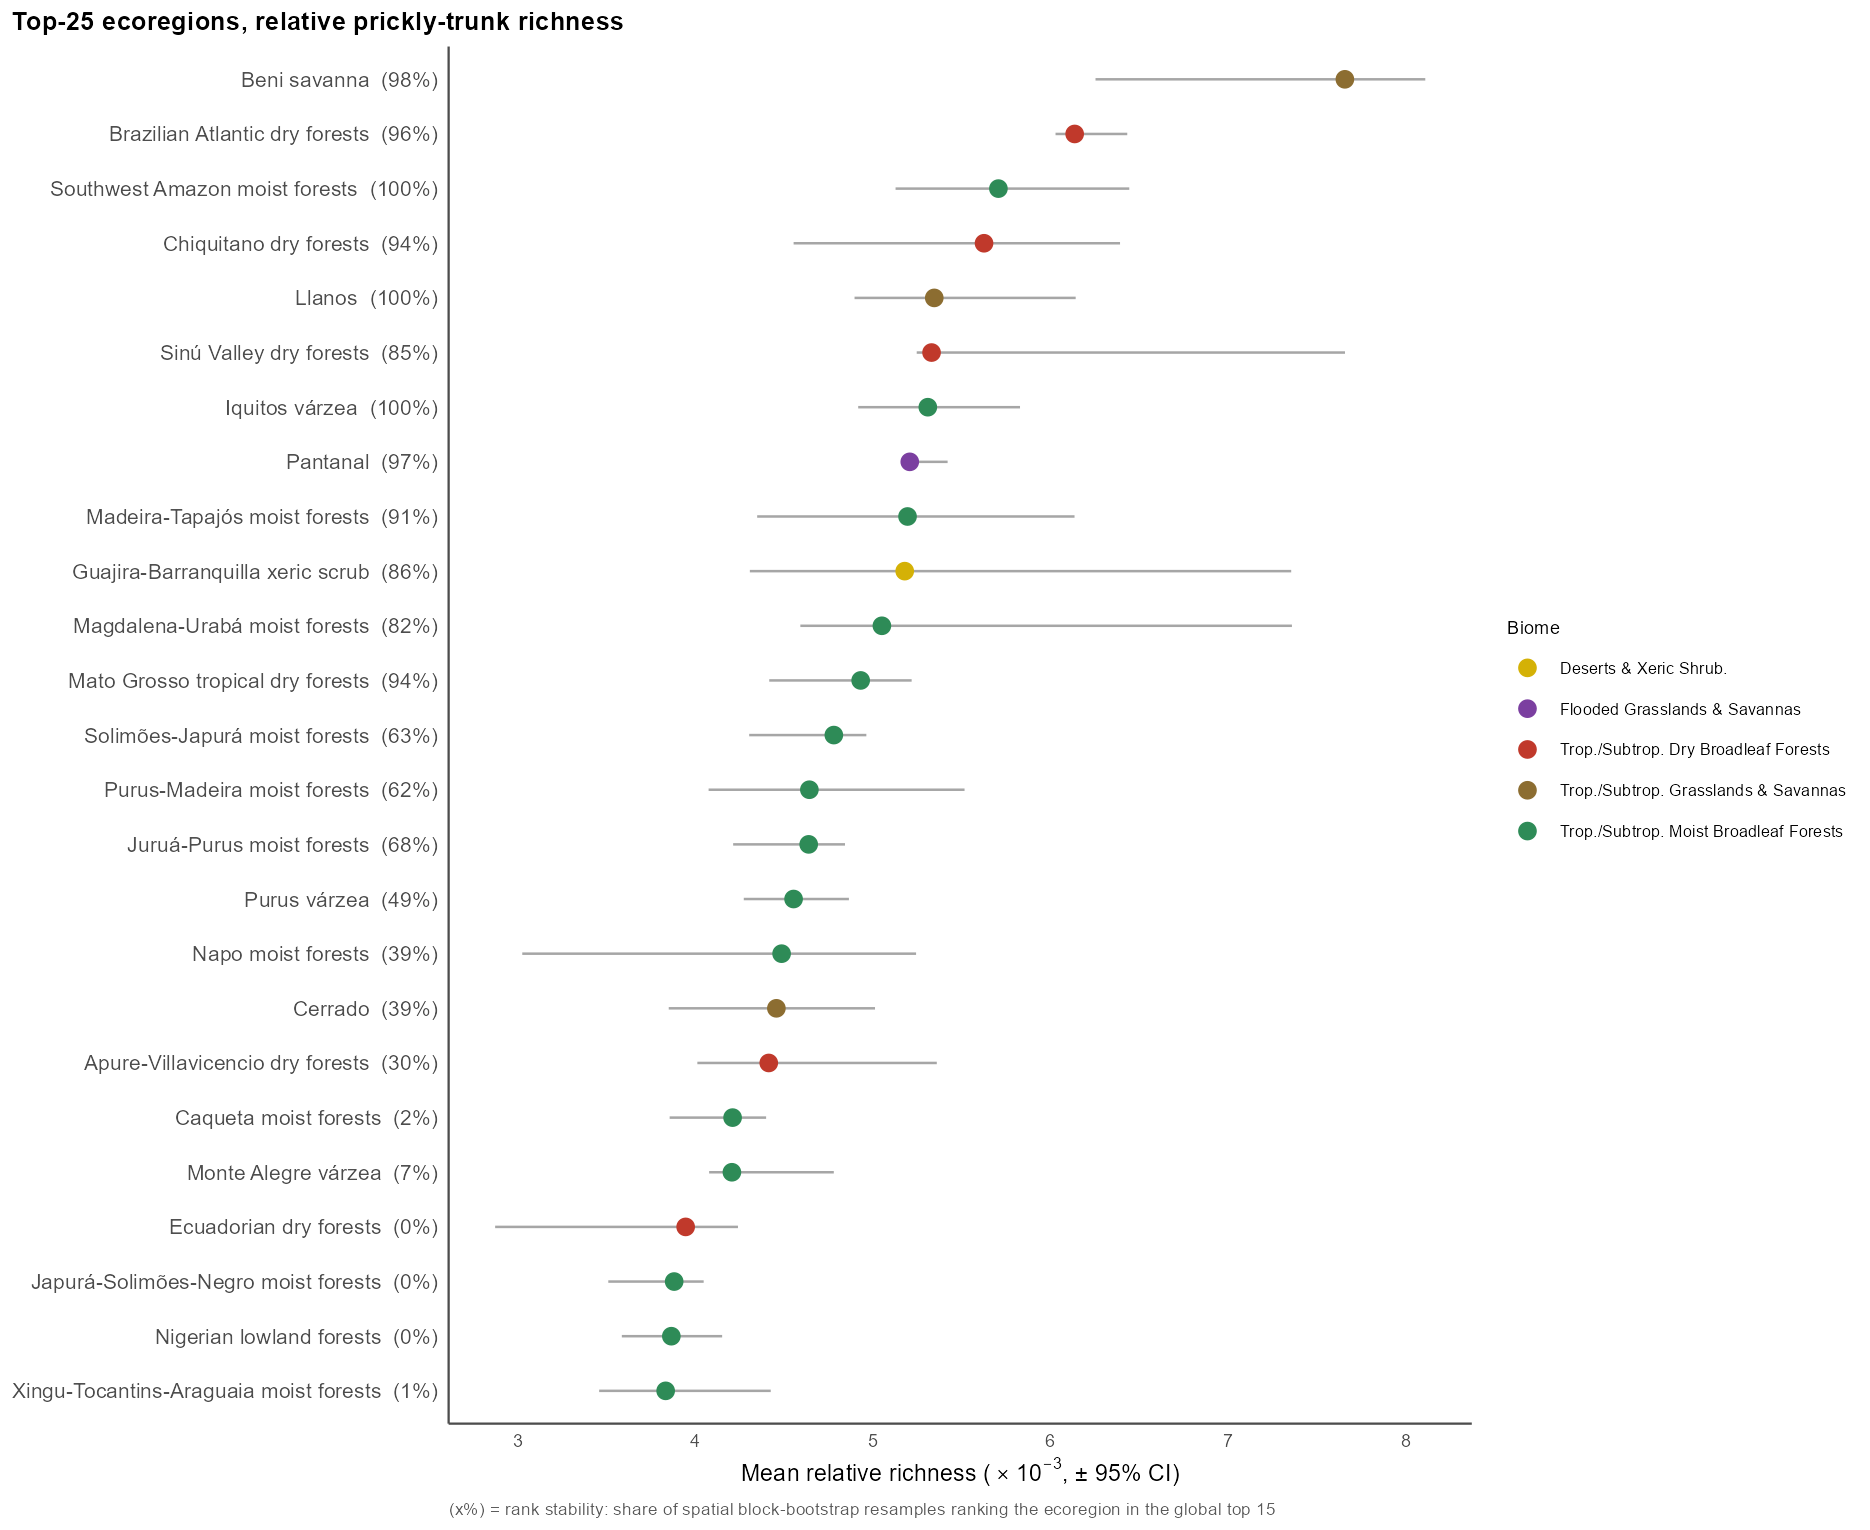 Top-25 ecoregions, relative prickly-trunk richness
Beni savanna (98%)
Brazilian Atlantic dry forests (96%)
Southwest Amazon moist forests (100%)
Chiquitano dry forests (94%)
Llanos (100%)
Sinú Valley dry forests (85%)
Iquitos várzea (100%)
Pantanal (97%)
Madeira-Tapajós moist forests (91%)
Guajira-Barranquilla xeric scrub (86%)
Magdalena-Urabá moist forests (82%)
Mato Grosso tropical dry forests (94%)
Solimões-Japurá moist forests (63%)
Purus-Madeira moist forests (62%)
Juruá-Purus moist forests (68%)
Purus várzea (49%)
Napo moist forests (39%)
Cerrado (39%)
Apure-Villavicencio dry forests (30%)
Caqueta moist forests (2%)
Monte Alegre várzea (7%)
Ecuadorian dry forests (0%)
Japurá-Solimões-Negro moist forests (0%)
Nigerian lowland forests (0%)
Xingu-Tocantins-Araguaia moist forests (1%)
3 4 5 6 7 8
Mean relative richness ( × 10⁻³, ± 95% CI)
(x%) = rank stability: share of spatial block-bootstrap resamples ranking the ecoregion in the global top 15
Biome
Deserts & Xeric Shrub.
Flooded Grasslands & Savannas
Trop./Subtrop. Dry Broadleaf Forests
Trop./Subtrop. Grasslands & Savannas
Trop./Subtrop. Moist Broadleaf Forests